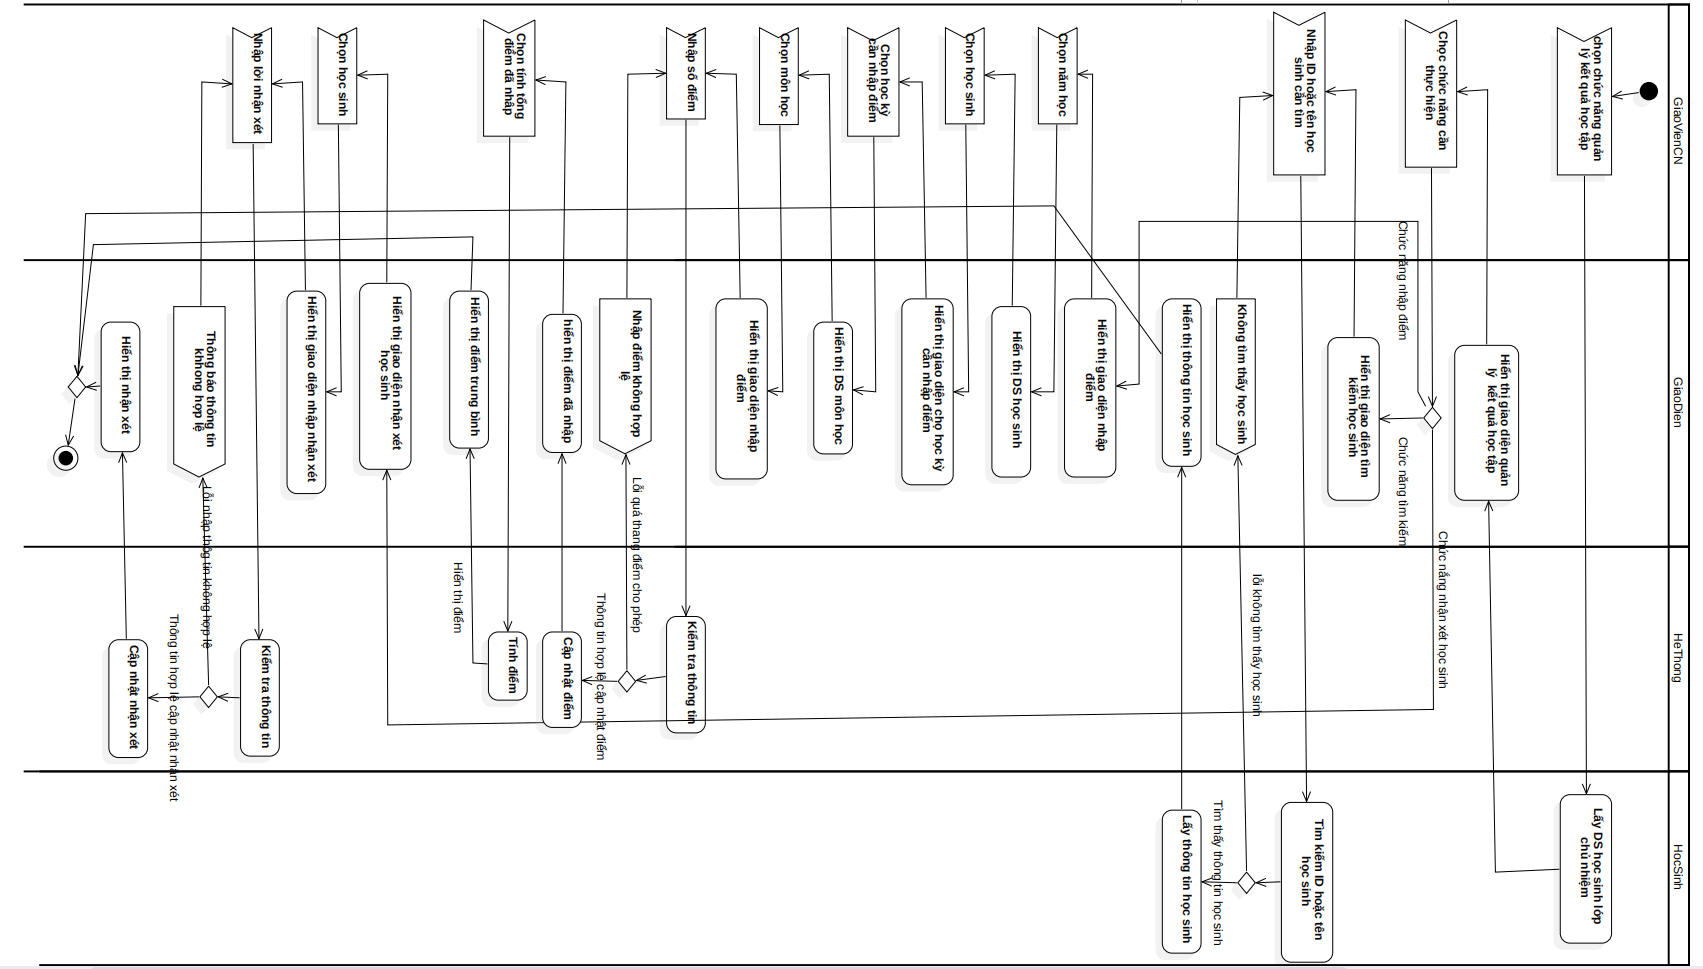 GiaoVienCN
GiaoDien
HeThong
HocSinh
chọn chức năng quản
lý kết quả học tập
Lấy DS học sinh lớp
chủ nhiệm
Hiển thị giao diện quản
lý kết quả học tập
Chọc chức năng cần
thực hiện
Chức nắng nhận xét học sinh
Chức năng nhập điểm
Chức năng tìm kiếm
Hiển thị giao diện tìm
kiếm học sinh
Nhập ID hoặc tên học
sinh cần tìm
Tìm kiếm ID hoặc tên
học sinh
lỗi không tìm thấy học sinh
Không tìm thấy học sinh
Tìm thấy thông tin học sinh
Hiển thị thông tin học sinh
Lấy thông tin học sinh
Hiển thị giao diện nhập
điểm
Chọn năm học
Hiển thị DS học sinh
Chọn học sinh
Hiển thị giao diện chọ học kỳ
cần nhập điểm
Chọn học kỳ
cần nhập điểm
Hiển thị DS môn học
Chọn môn học
Hiển thị giao diện nhập
điểm
Nhập số điểm
Kiểm tra thông tin
Nhập điểm không hợp
lệ
Lỗi quá thang điểm cho phép
Thông tin hợp lệ cập nhật điểm
hiển thị điểm đã nhập
Cập nhật điểm
Chọn tính tổng
điểm đã nhập
Tính điểm
Hiển thị điểm trung bình
Hiển thị điểm
Hiển thị giao diện nhận xét
học sinh
Chọn học sinh
Hiển thị giao diện nhập nhận xét
Nhập lời nhận xét
Kiểm tra thông tin
Thông báo thông tin
khhong hợp lệ
Lỗi nhập thôg tin không hợp lệ
Thông tin hợp lệ cập nhật nhận xét
Hiển thị nhận xét
Cập nhật nhận xét